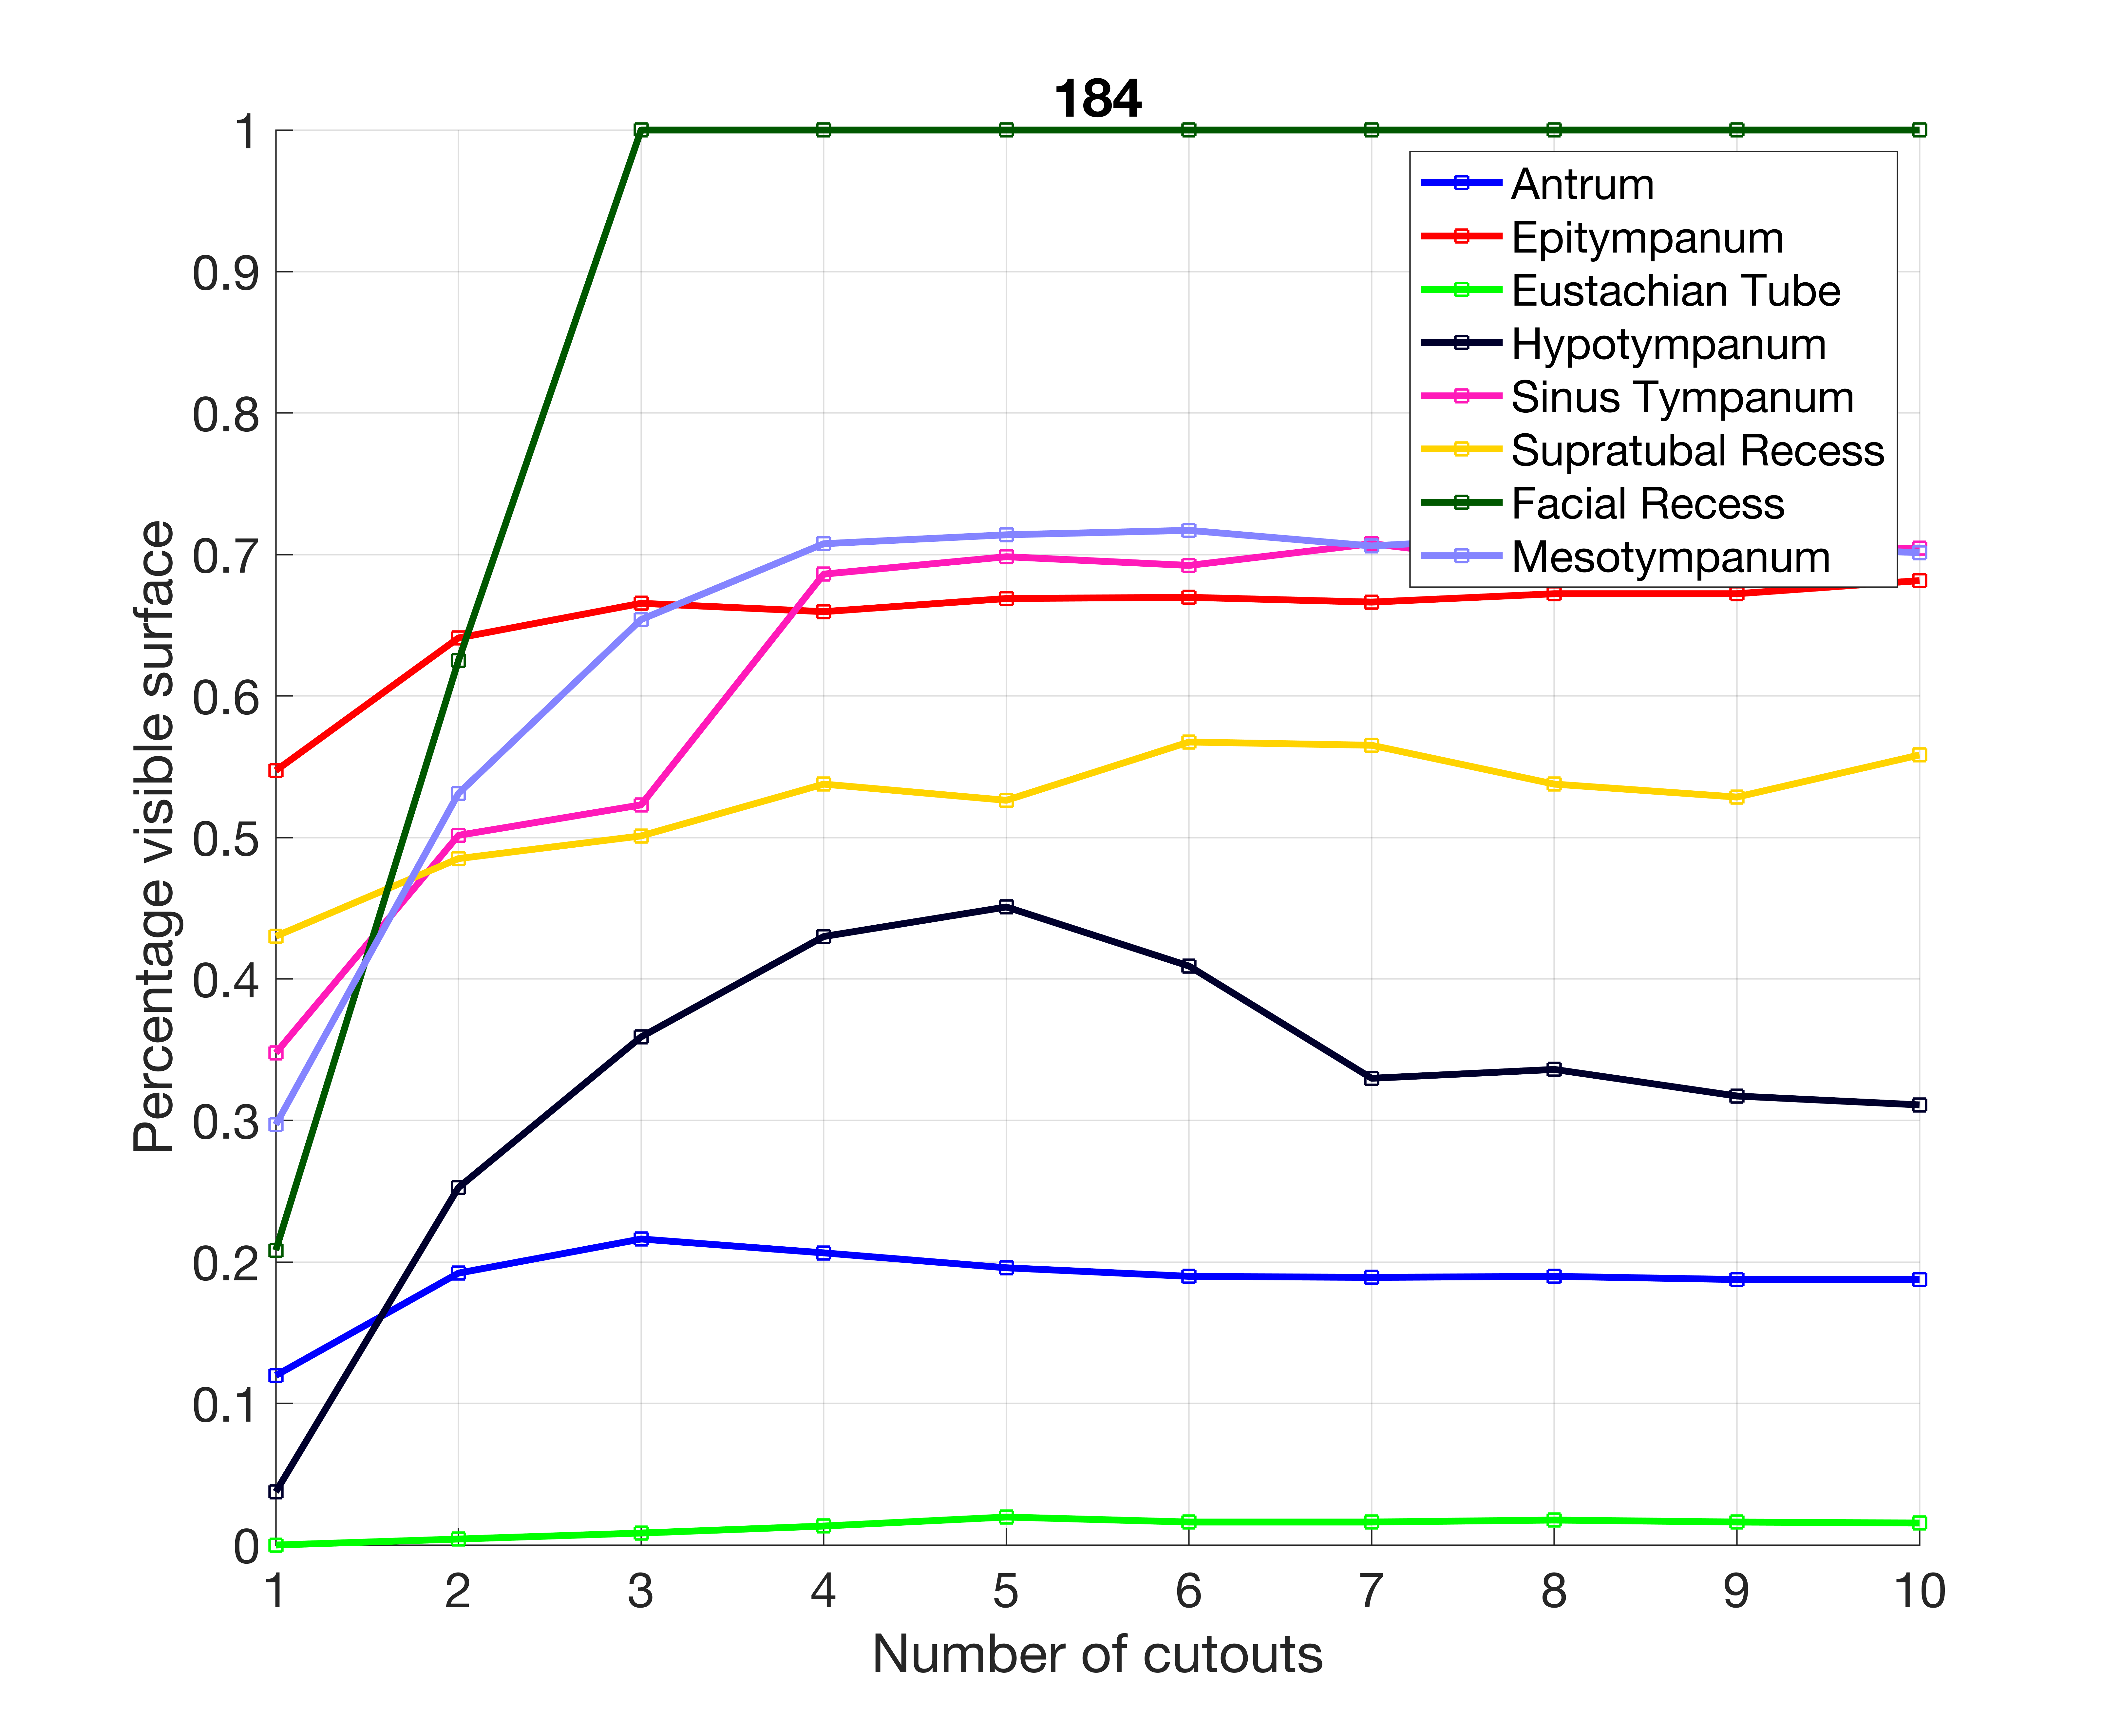 184
Percentage visible surface
1
0.9
0.8
0.7
0.6
0.5
0.4
0.3
0.2
0.1
0
Antrum
Epitympanum
Eustachian Tube
Hypotympanum
Sinus Tympanum
Supratubal Recess
Facial Recess
Mesotympanum
1 2 3 4 5 6 7 8 9 10
Number of cutouts